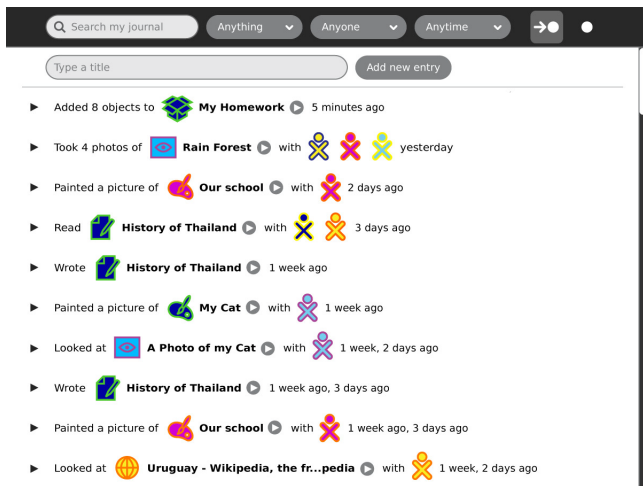 Search my journal Anything Anyone Anytime
Type a title Add new entry
Added 8 objects to My Homework 5 minutes ago
Took 4 photos of Rain Forest with yesterday
Painted a picture of Our school with 2 days ago
Read History of Thailand with 3 days ago
Wrote History of Thailand 1 week ago
Painted a picture of My Cat with 1 week ago
Looked at A Photo of my Cat with 1 week, 2 days ago
Wrote History of Thailand 1 week ago, 3 days ago
Painted a picture of Our school with 1 week ago, 3 days ago
Looked at Uruguay - Wikipedia, the fr...pedia with 1 week, 2 days ago